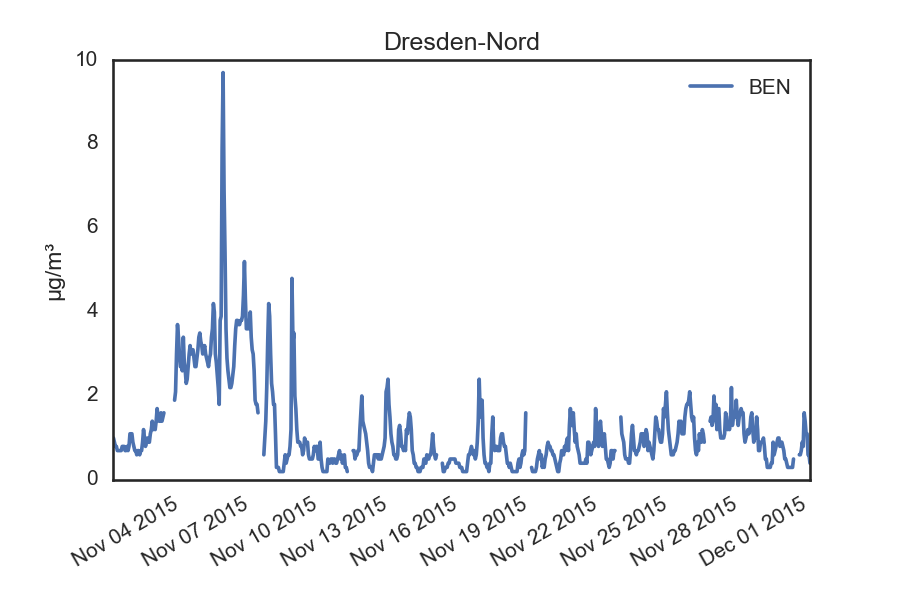 Dresden-Nord
10
8
6
4
2
0
µg/m³
BEN
Nov 04 2015
Nov 07 2015
Nov 10 2015
Nov 13 2015
Nov 16 2015
Nov 19 2015
Nov 22 2015
Nov 25 2015
Nov 28 2015
Dec 01 2015